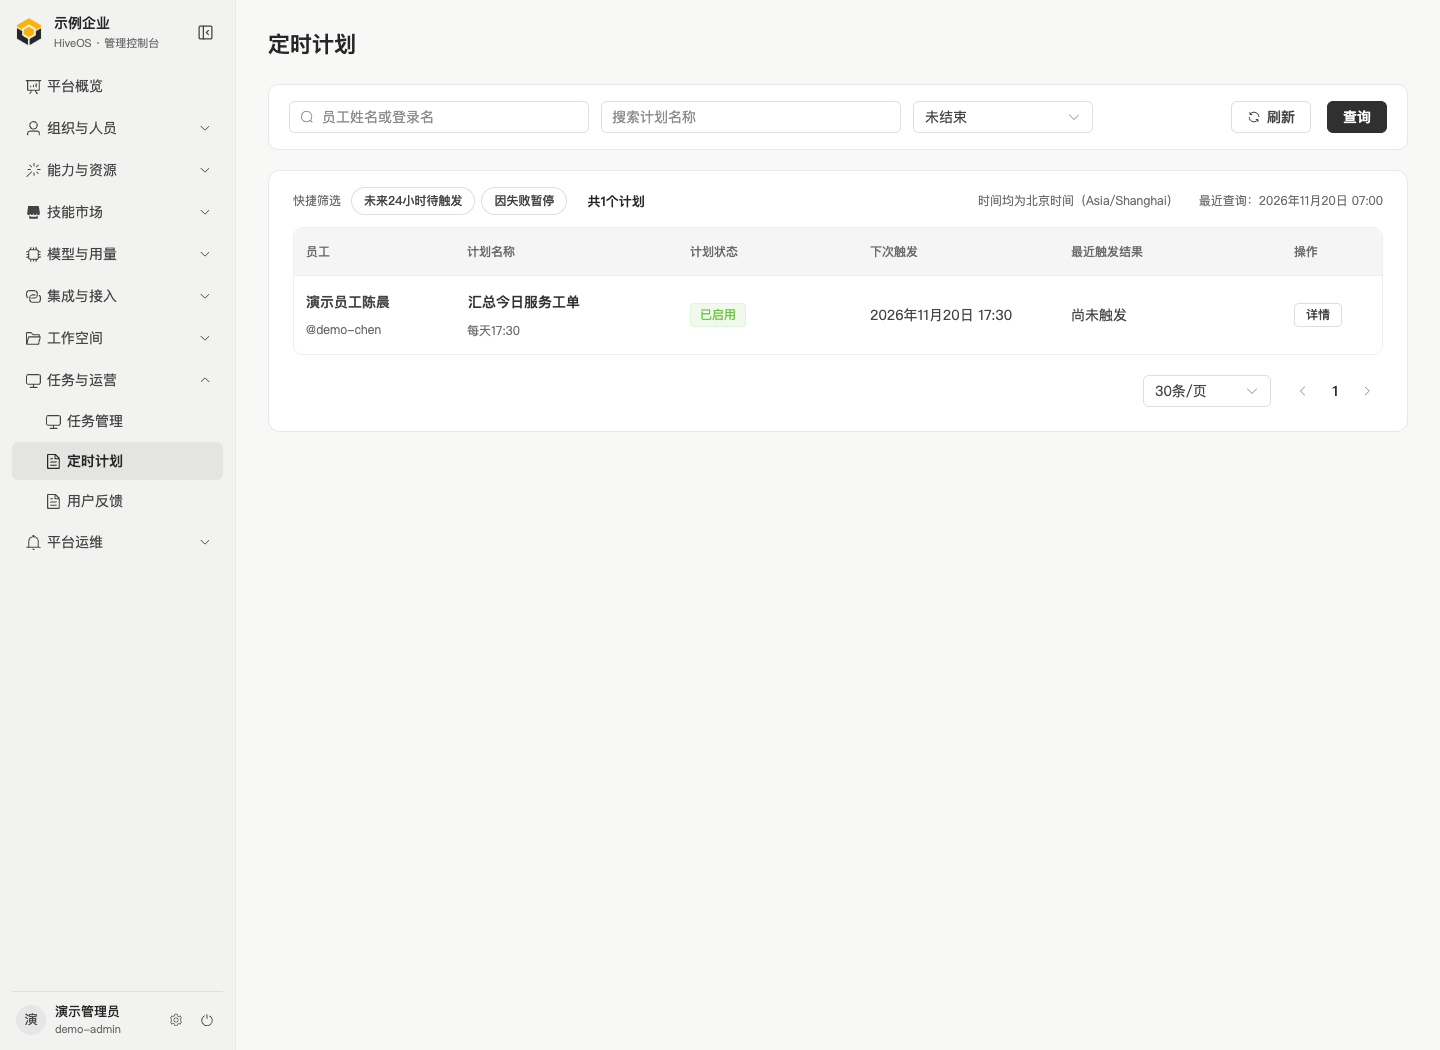 示例企业
HiveOS · 管理控制台
平台概览
组织与人员
能力与资源
技能市场
模型与用量
集成与接入
工作空间
任务与运营
任务管理
定时计划
用户反馈
平台运维
演
演示管理员
demo-admin
定时计划
员工姓名或登录名
搜索计划名称
未结束
刷新
查询
快捷筛选
未来24小时待触发
因失败暂停
共1个计划
时间均为北京时间（Asia/Shanghai）
最近查询：2026年11月20日 07:00
员工 计划名称 计划状态 下次触发 最近触发结果 操作
演示员工陈晨 汇总今日服务工单 已启用 2026年11月20日 17:30 尚未触发 详情
@demo-chen 每天17:30
30条/页
1